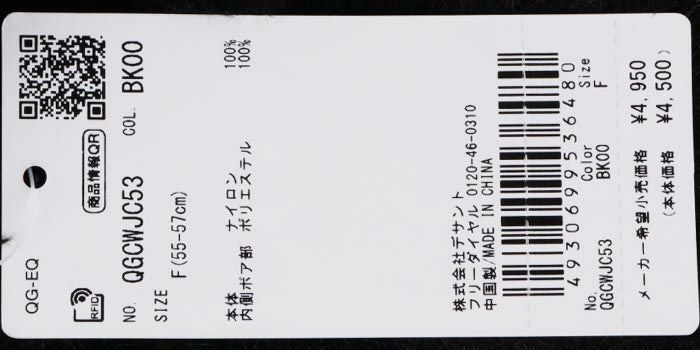 QG-EQ
商品情報QR
RFID
NO. QGCWJC53 COL. BK00
SIZE F(55-57cm)
本体 ナイロン 100%
内側ボア部 ポリエステル 100%
株式会社デサント
フリーダイヤル 0120-46-0310
中国製/MADE IN CHINA
4930699536480
No. Color Size
QGCWJC53 BK00 F
メーカー希望小売価格 ¥4,950
(本体価格 ¥4,500)